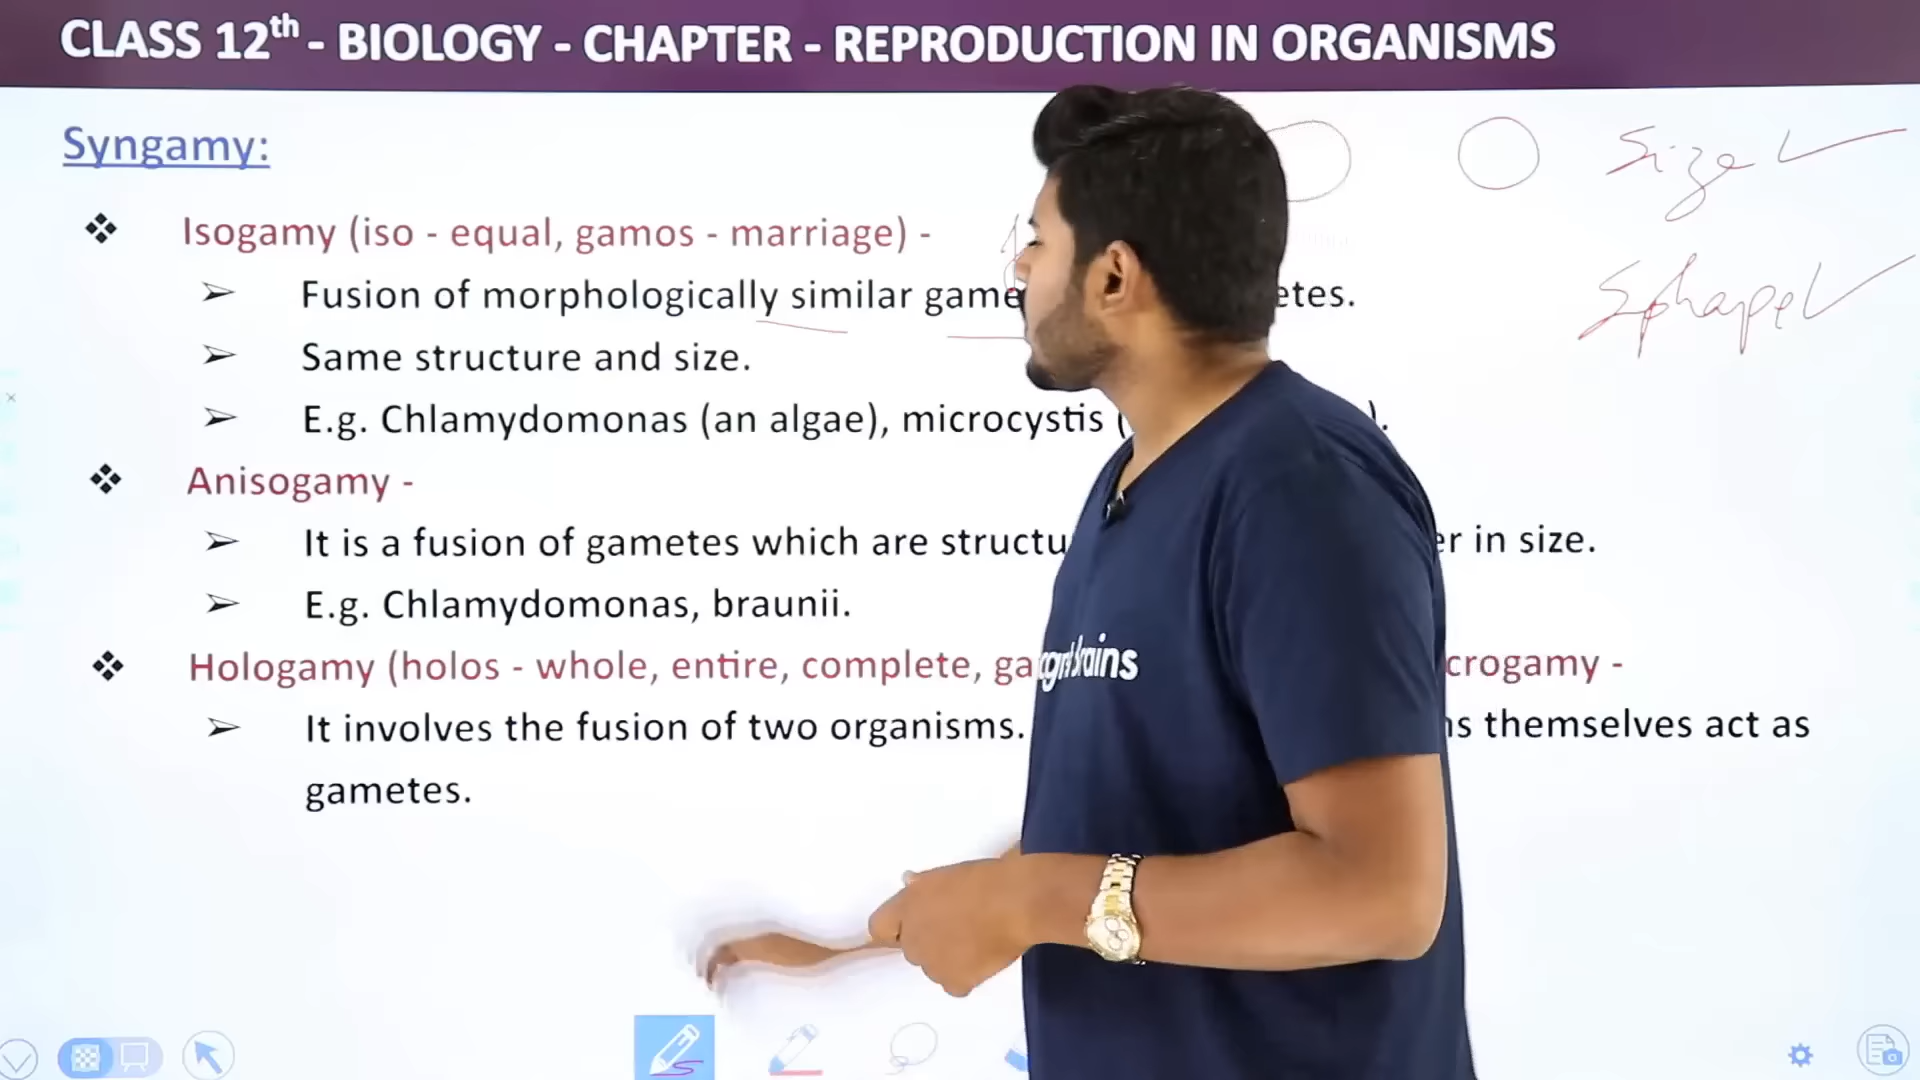 CLASS 12th - BIOLOGY - CHAPTER - REPRODUCTION IN ORGANISMS
Syngamy:
Size
Isogamy (iso - equal, gamos - marriage) -
Shape
Fusion of morphologically similar game etes.
Same structure and size.
E.g. Chlamydomonas (an algae), microcystis ( ).
Anisogamy -
It is a fusion of gametes which are structu er in size.
E.g. Chlamydomonas, braunii.
Hologamy (holos - whole, entire, complete, ga crogamy -
It involves the fusion of two organisms. ns themselves act as
gametes.
brains